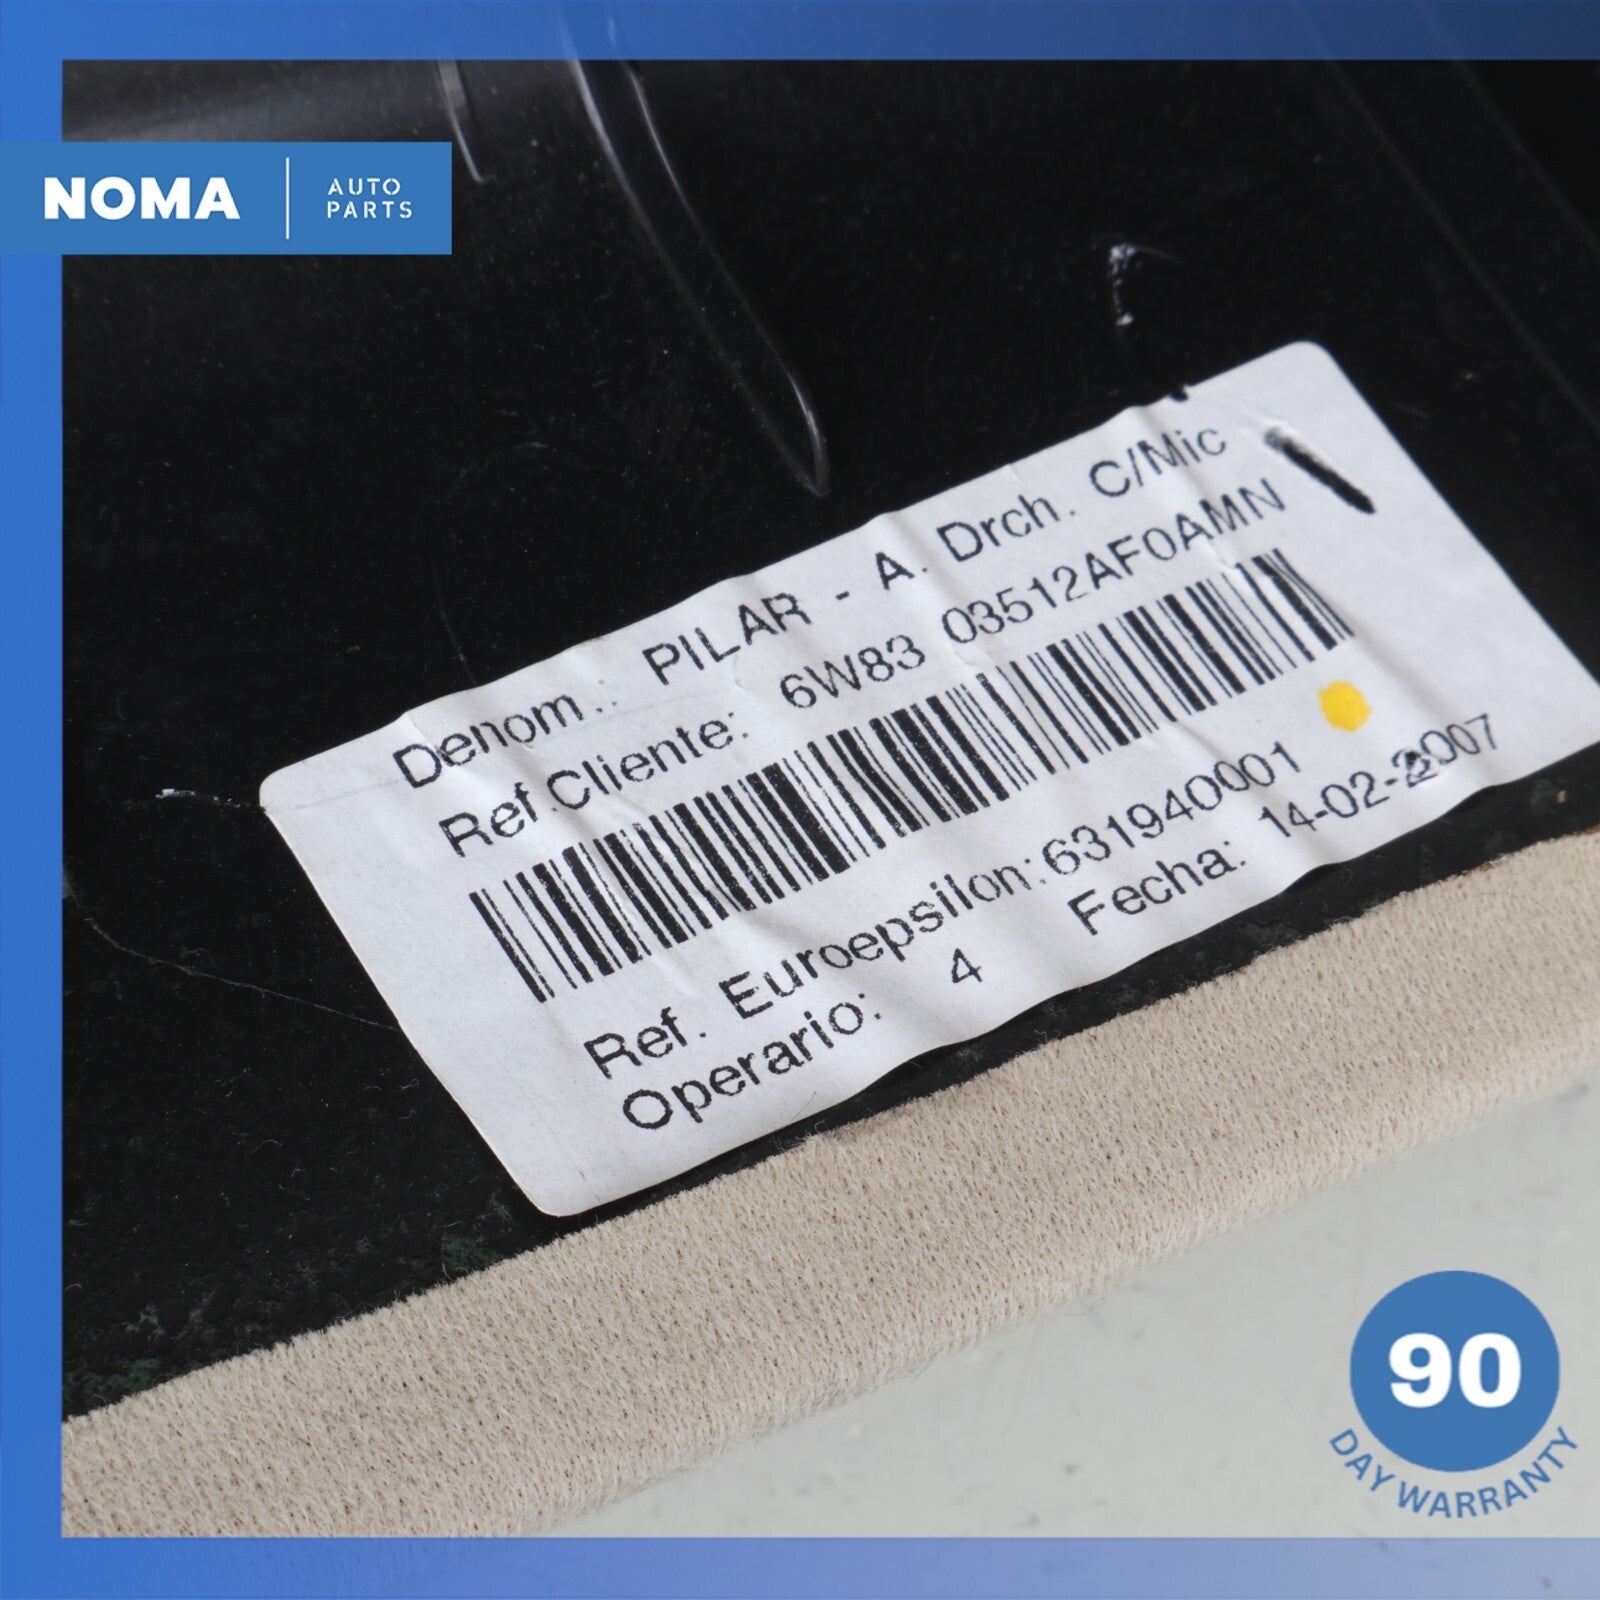 NOMA
AUTO
PARTS
Denom.: PILAR - A. Drch. C/Mic
Ref.Cliente: 6W83 03512AF0AMN
Ref. Euroepsilon:631940001
Operario: 4 Fecha: 14-02-2007
90
DAY WARRANTY